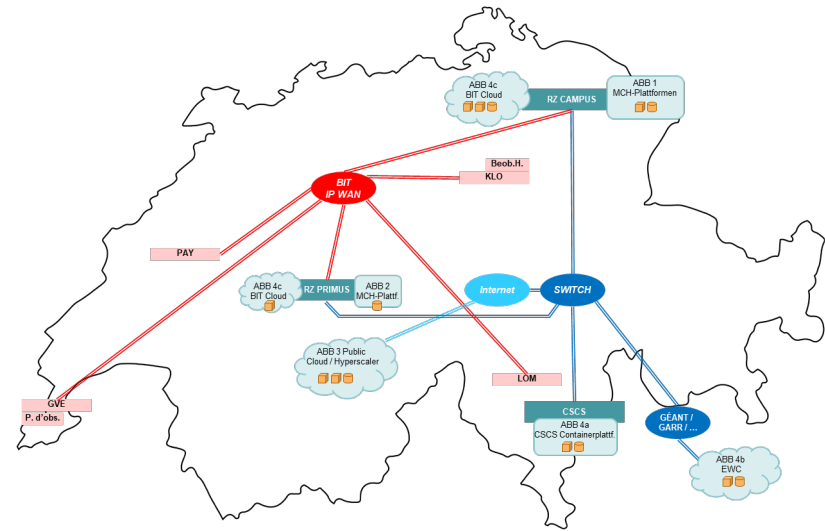 ABB 4c
BIT Cloud
RZ CAMPUS
ABB 1
MCH-Plattformen
Beob.H.
KLO
BIT
IP WAN
PAY
ABB 4c
BIT Cloud
RZ PRIMUS
ABB 2
MCH-Plattf.
Internet
SWITCH
ABB 3 Public
Cloud / Hyperscaler
LOM
GVE
P. d'obs.
CSCS
ABB 4a
CSCS Containerplattf.
GÉANT /
GARR / ...
ABB 4b
EWC